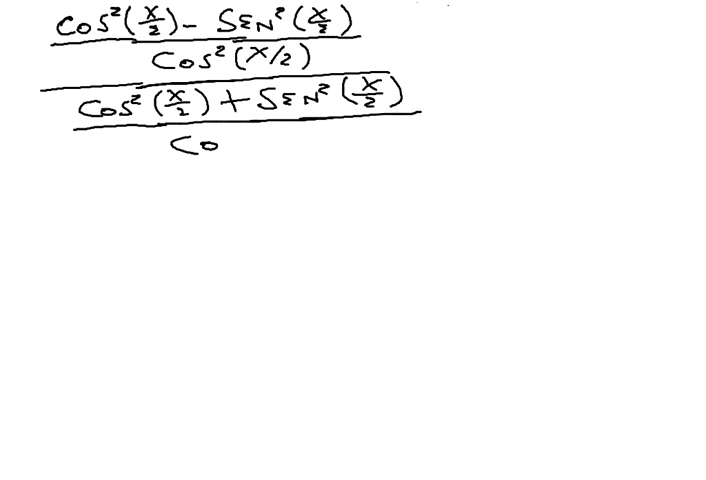 cos²(x/2) - SEN²(x/2)
cos²(x/2)
cos²(x/2) + SEN²(x/2)
co